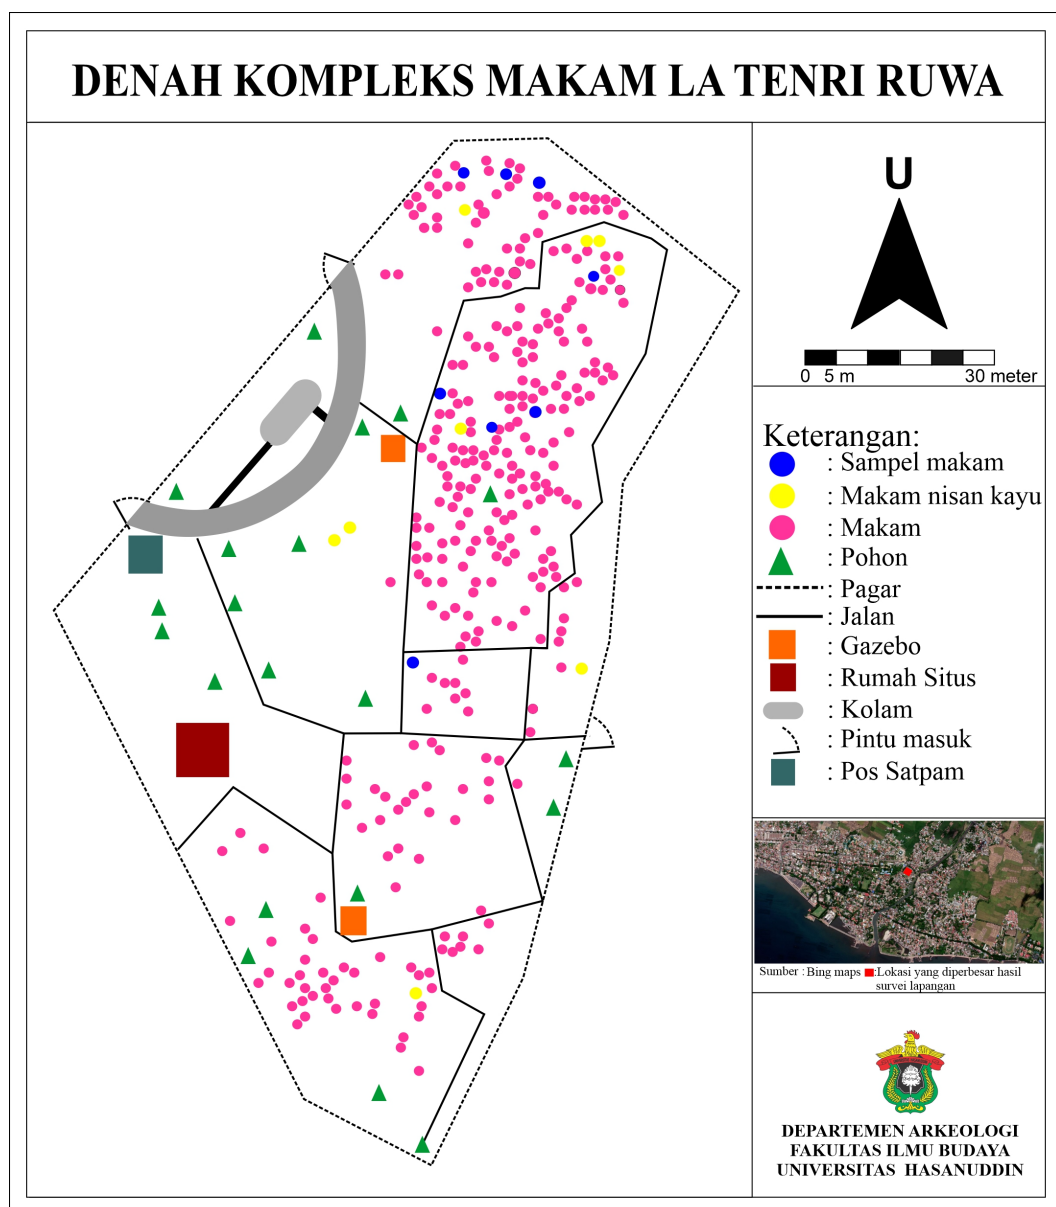 DENAH KOMPLEKS MAKAM LA TENRI RUWA
U
0 5 m 30 meter
Keterangan:
: Sampel makam
: Makam nisan kayu
: Makam
: Pohon
: Pagar
: Jalan
: Gazebo
: Rumah Situs
: Kolam
: Pintu masuk
: Pos Satpam
Sumber : Bing maps :Lokasi yang diperbesar hasil
survei lapangan
DEPARTEMEN ARKEOLOGI
FAKULTAS ILMU BUDAYA
UNIVERSITAS HASANUDDIN